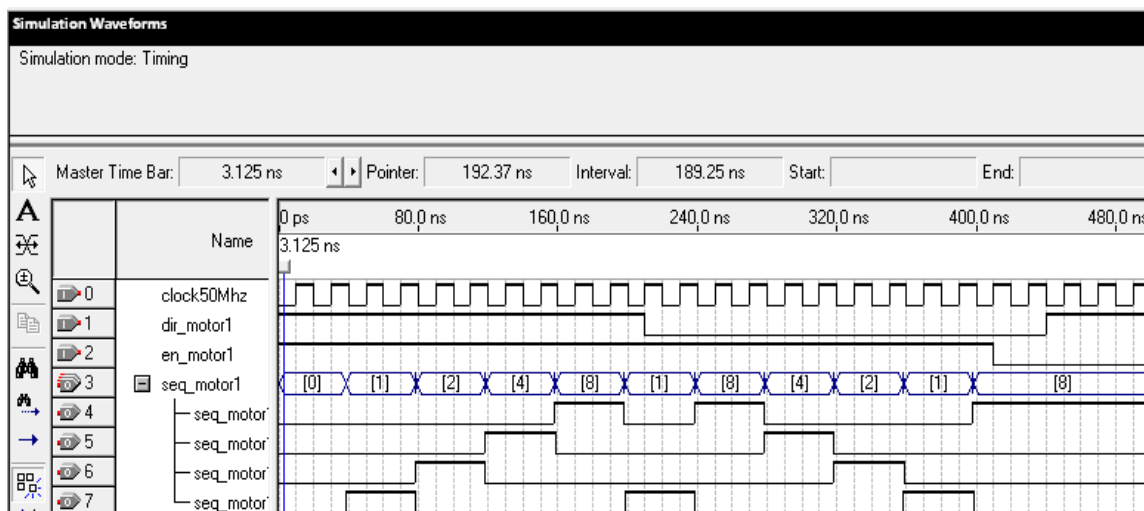 Simulation Waveforms
Simulation mode: Timing
Master Time Bar: 3.125 ns Pointer: 192.37 ns Interval: 189.25 ns Start: End:
Name
0 ps 80.0 ns 160.0 ns 240.0 ns 320.0 ns 400.0 ns 480.0 n
3.125 ns
A
0 clock50Mhz
1 dir_motor1
2 en_motor1
3 seq_motor1 [0] [1] [2] [4] [8] [1] [8] [4] [2] [1] [8]
4 seq_motor
5 seq_motor
6 seq_motor
7 seq_motor